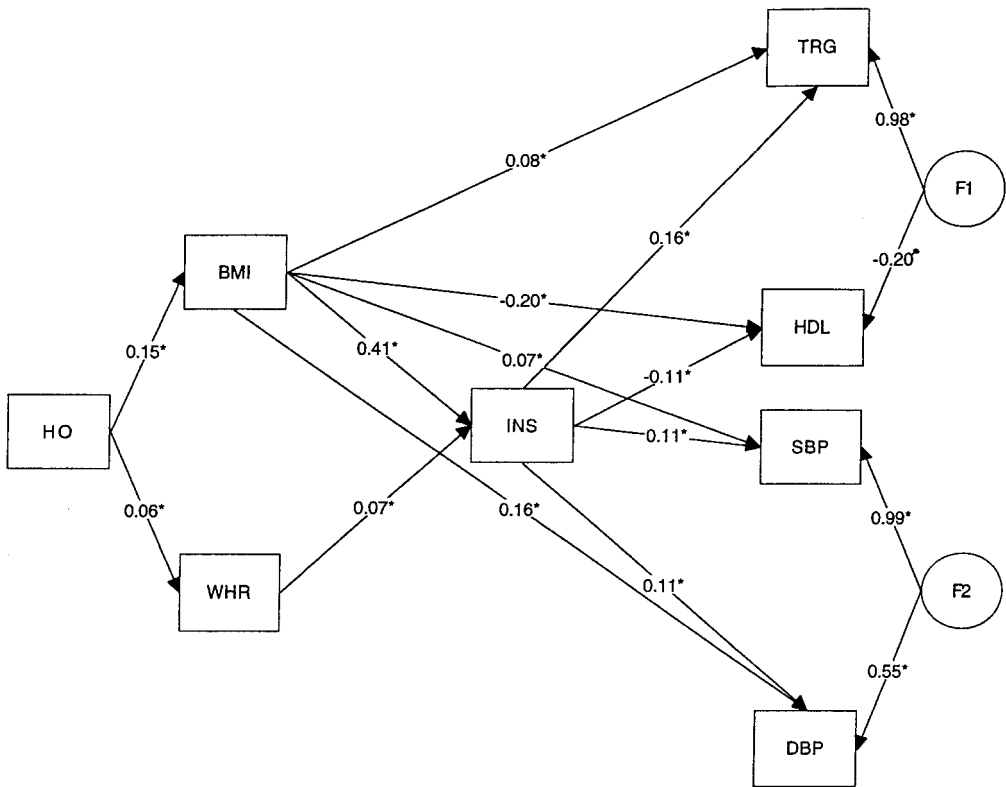 TRG
0.98*
0.08*
F1
0.16*
-0.20*
BMI
-0.20*
HDL
0.15*
0.41*
0.07*
-0.11*
HO
INS
0.11*
SBP
0.06*
0.07*
0.16*
0.99*
WHR
0.11*
F2
0.55*
DBP